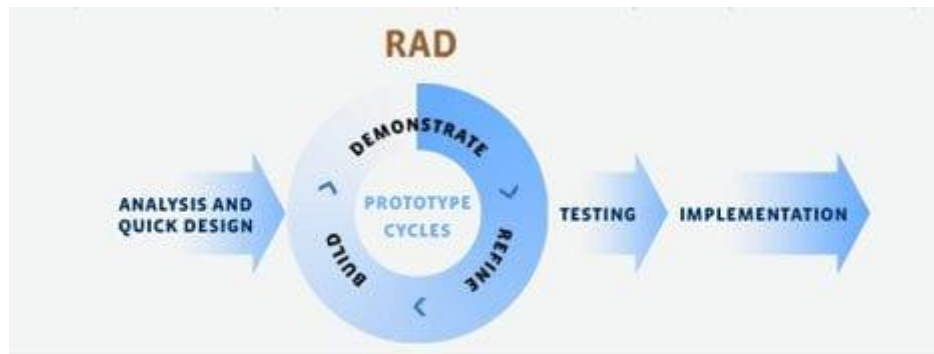 RAD
ANALYSIS AND
QUICK DESIGN
DEMONSTRATE
REFINE
BUILD
PROTOTYPE
CYCLES
TESTING
IMPLEMENTATION